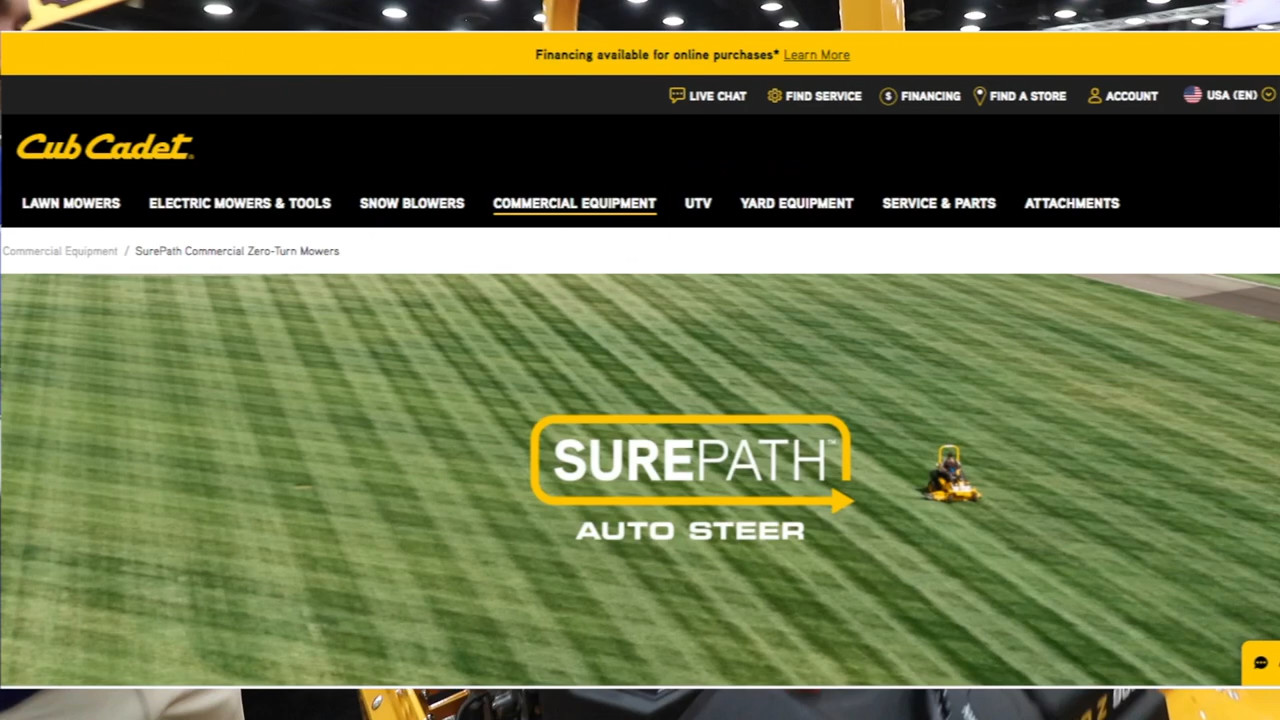 Financing available for online purchases* Learn More
LIVE CHAT FIND SERVICE $ FINANCING FIND A STORE ACCOUNT USA (EN)
Cub Cadet
LAWN MOWERS ELECTRIC MOWERS & TOOLS SNOW BLOWERS COMMERCIAL EQUIPMENT UTV YARD EQUIPMENT SERVICE & PARTS ATTACHMENTS
Commercial Equipment / SurePath Commercial Zero-Turn Mowers
SUREPATH™
AUTO STEER